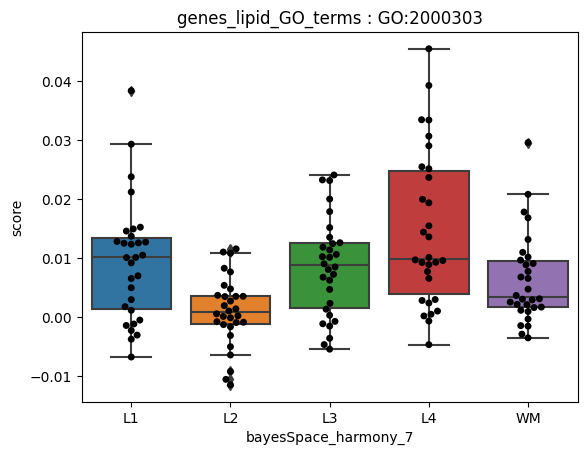 genes_lipid_GO_terms : GO:2000303
score
0.04
0.03
0.02
0.01
0.00
−0.01
L1 L2 L3 L4 WM
bayesSpace_harmony_7